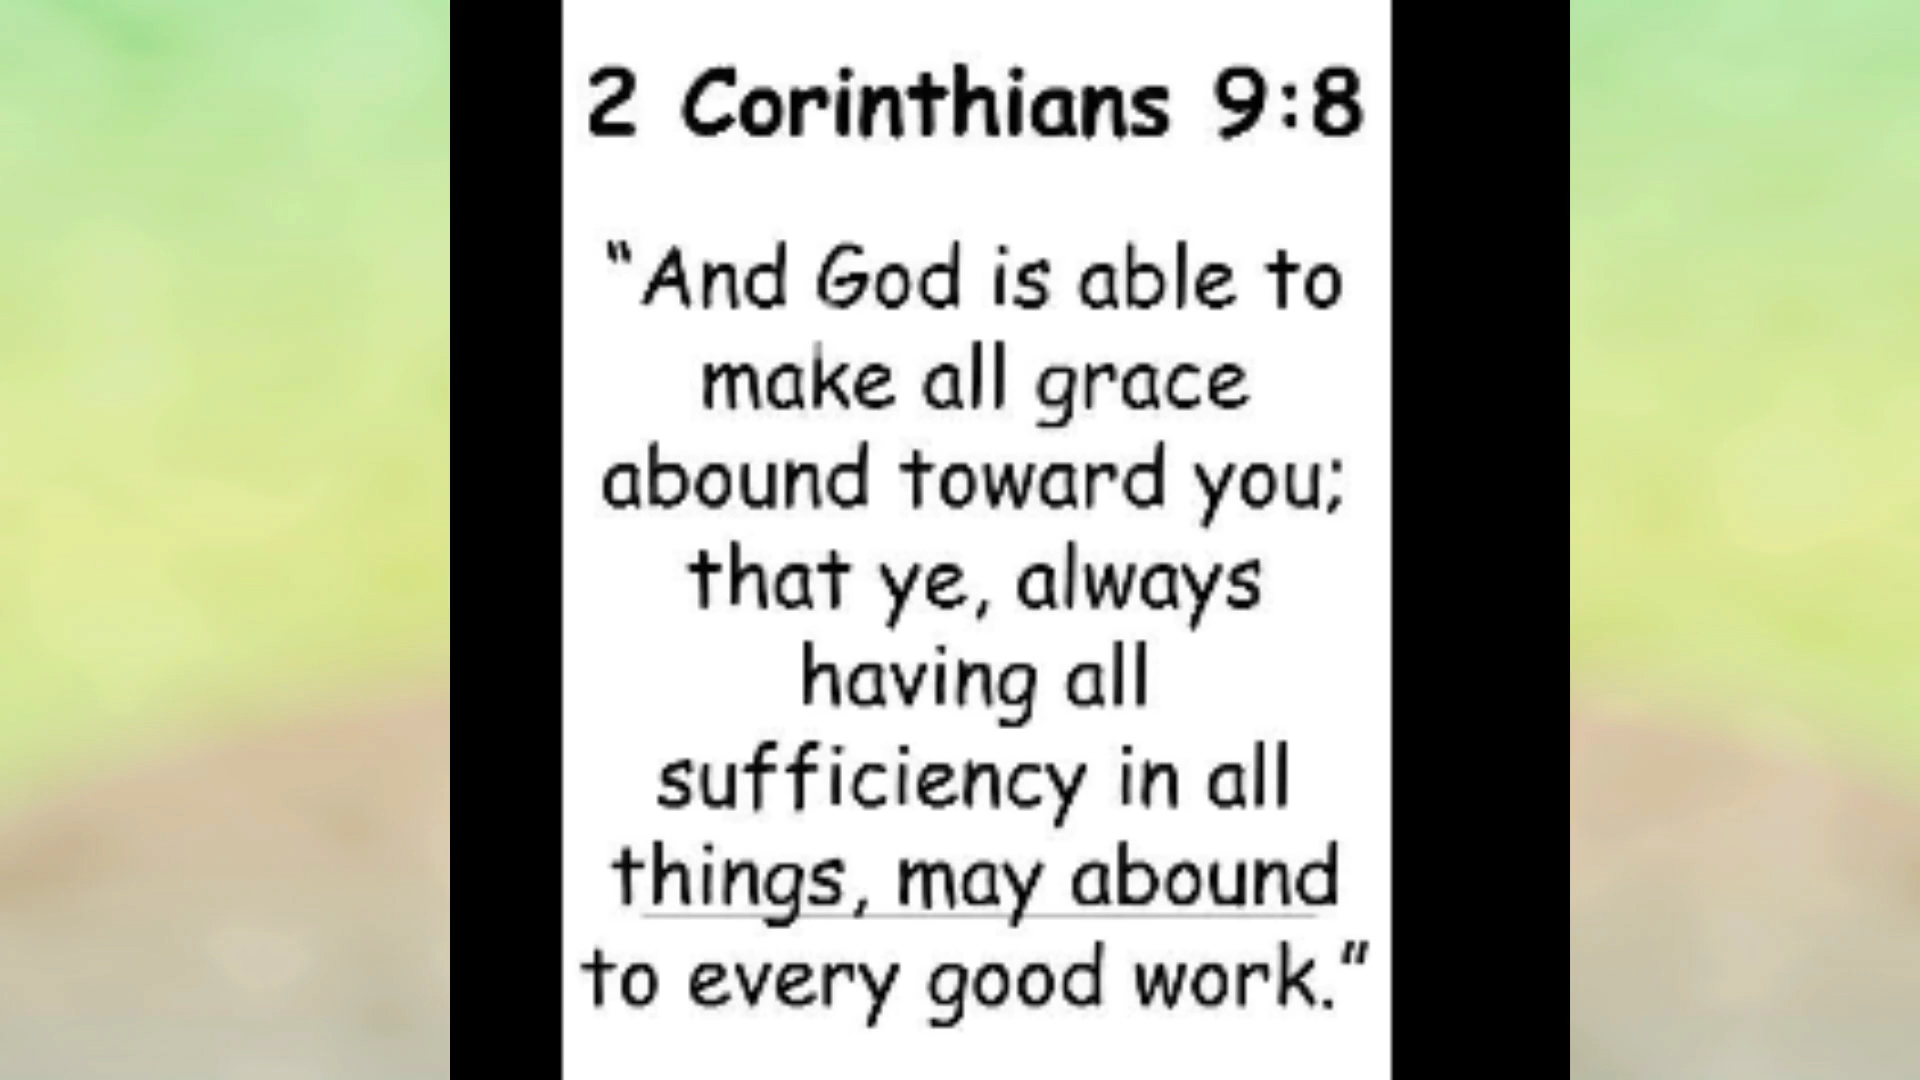 2 Corinthians 9:8
“And God is able to
make all grace
abound toward you;
that ye, always
having all
sufficiency in all
things, may abound
to every good work.”